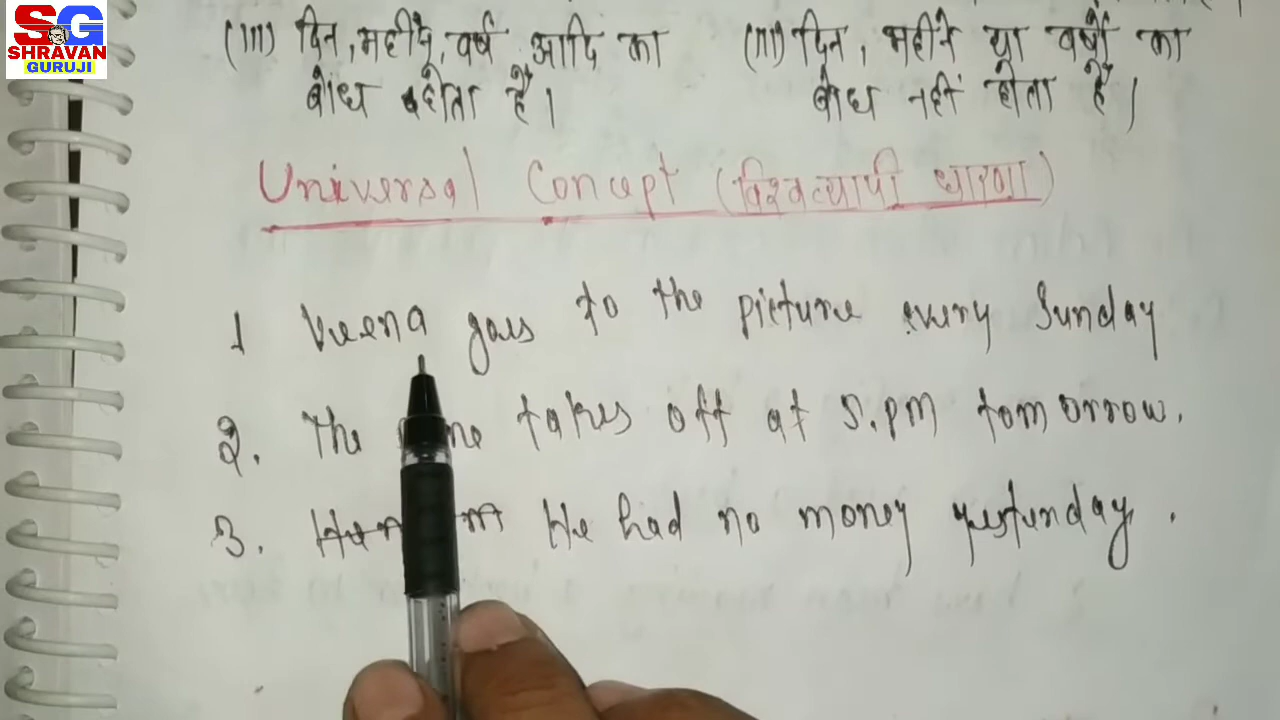 SG
SHRAVAN
GURUJI
(III) दिन, महीने, वर्ष आदि का
बोध होता है।
(III) दिन, महीने या वर्षों का
बोध नहीं होता है।
Universal Concept (विश्वव्यापी धारणा)
1 Veena goes to the picture every Sunday
2. The takes off at 5.pm tomorrow.
3. He had no money yesterday.